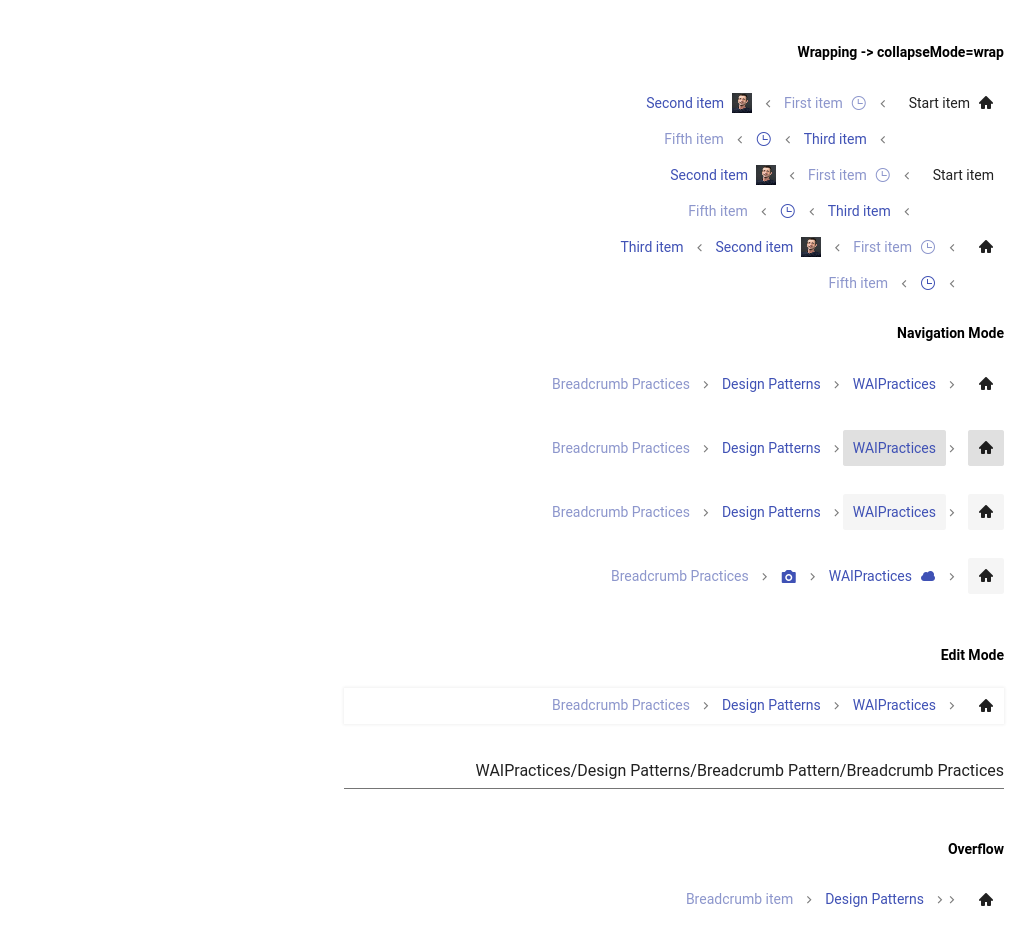 Wrapping -> collapseMode=wrap
Start item First item Second item
Third item Fifth item
Start item First item Second item
Third item Fifth item
First item Second item Third item
Fifth item
Navigation Mode
WAIPractices Design Patterns Breadcrumb Practices
WAIPractices Design Patterns Breadcrumb Practices
WAIPractices Design Patterns Breadcrumb Practices
WAIPractices Breadcrumb Practices
Edit Mode
WAIPractices Design Patterns Breadcrumb Practices
WAIPractices/Design Patterns/Breadcrumb Pattern/Breadcrumb Practices
Overflow
Design Patterns Breadcrumb item